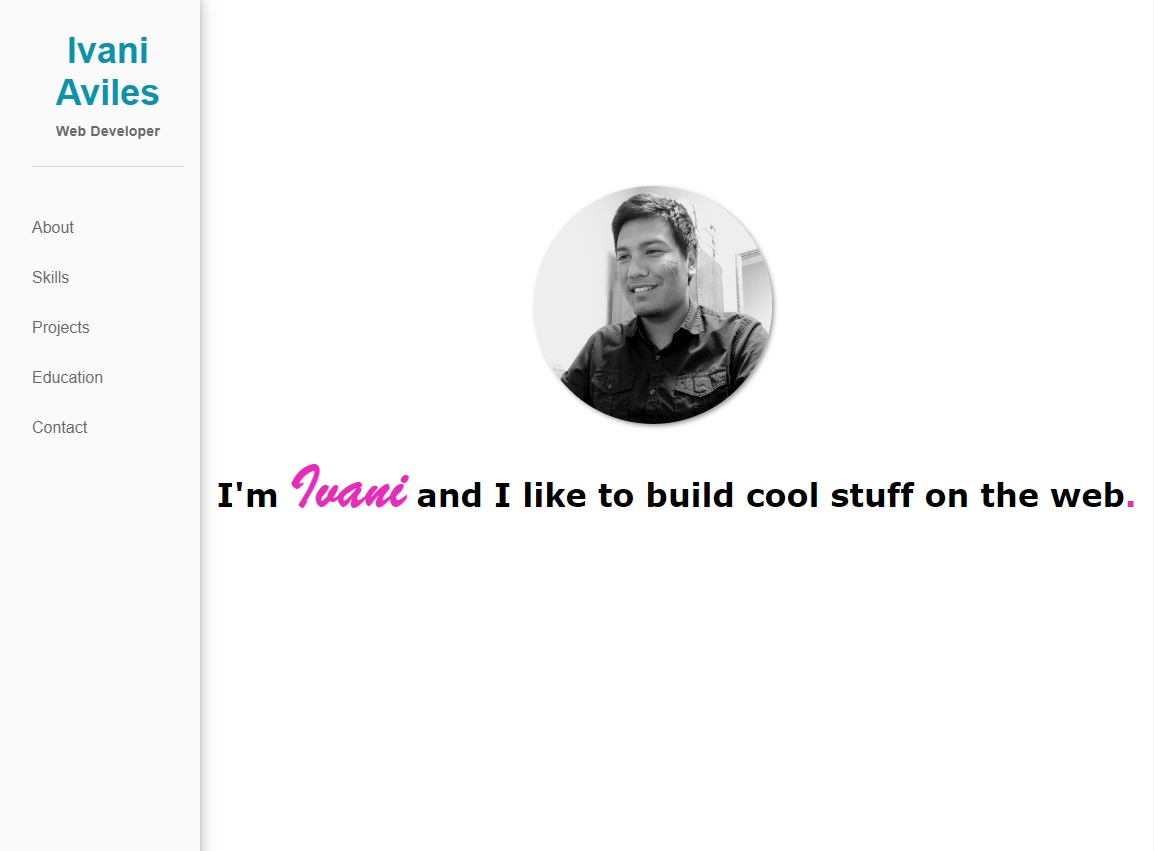 Ivani
Aviles
Web Developer
About
Skills
Projects
Education
Contact
I'm Ivani and I like to build cool stuff on the web.